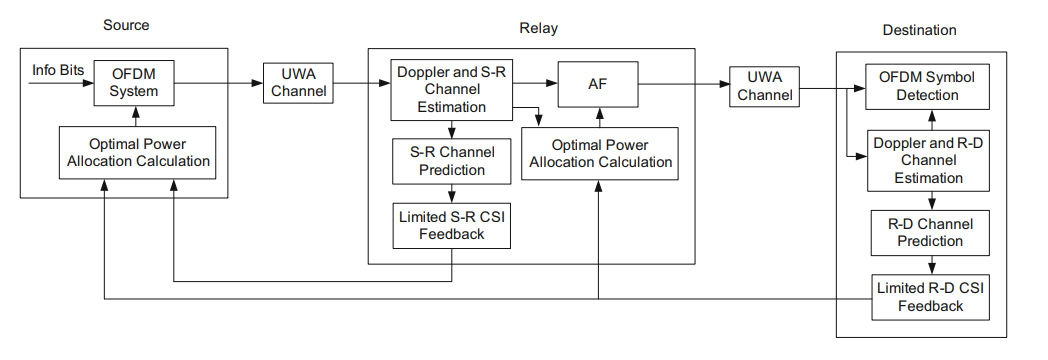 Source
Info Bits
OFDM
System
Optimal Power
Allocation Calculation
UWA
Channel
Relay
Doppler and S-R
Channel
Estimation
AF
S-R Channel
Prediction
Optimal Power
Allocation Calculation
Limited S-R CSI
Feedback
UWA
Channel
Destination
OFDM Symbol
Detection
Doppler and R-D
Channel
Estimation
R-D Channel
Prediction
Limited R-D CSI
Feedback